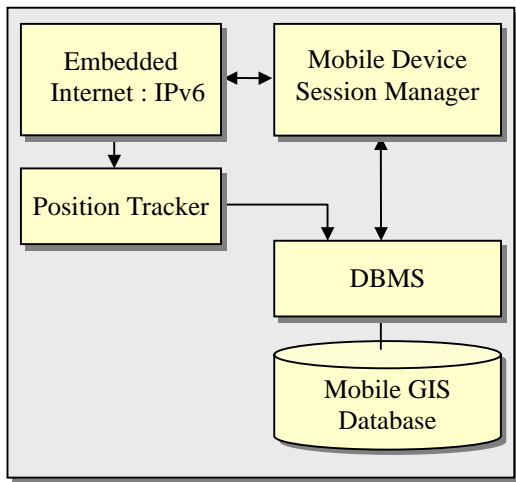 Embedded
Internet : IPv6
Mobile Device
Session Manager
Position Tracker
DBMS
Mobile GIS
Database